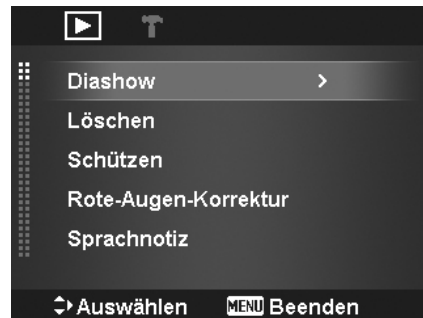 Diashow >
Löschen
Schützen
Rote-Augen-Korrektur
Sprachnotiz
Auswählen MENU Beenden